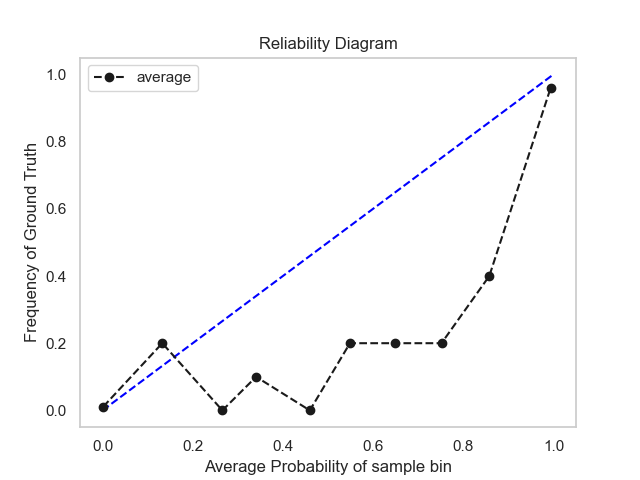 Reliability Diagram
average
Frequency of Ground Truth
1.0
0.8
0.6
0.4
0.2
0.0
0.0 0.2 0.4 0.6 0.8 1.0
Average Probability of sample bin